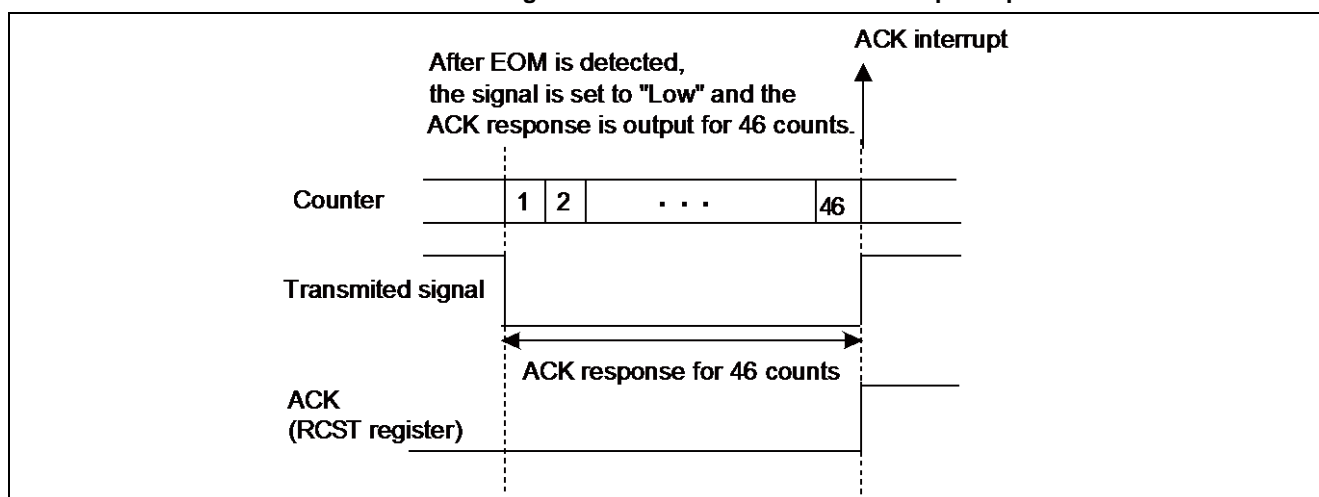 ACK interrupt
After EOM is detected,
the signal is set to "Low" and the
ACK response is output for 46 counts.
Counter
1 2 . . . 46
Transmited signal
ACK response for 46 counts
ACK
(RCST register)